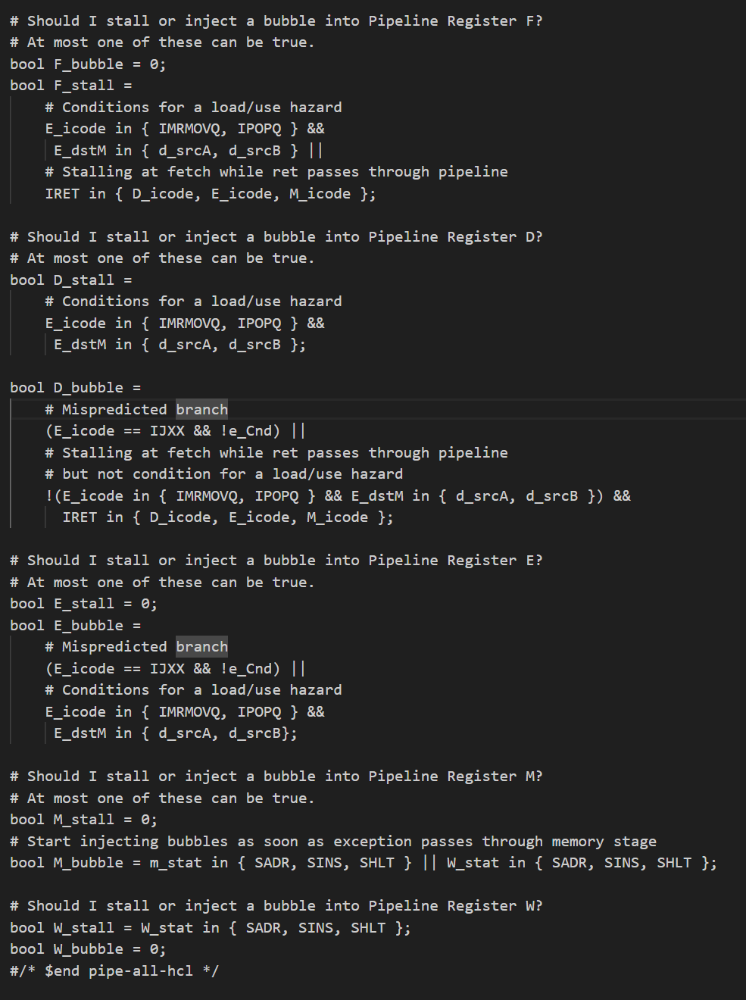 # Should I stall or inject a bubble into Pipeline Register F?
# At most one of these can be true.
bool F_bubble = 0;
bool F_stall =
    # Conditions for a load/use hazard
    E_icode in { IMRMOVQ, IPOPQ } &&
     E_dstM in { d_srcA, d_srcB } ||
    # Stalling at fetch while ret passes through pipeline
    IRET in { D_icode, E_icode, M_icode };

# Should I stall or inject a bubble into Pipeline Register D?
# At most one of these can be true.
bool D_stall =
    # Conditions for a load/use hazard
    E_icode in { IMRMOVQ, IPOPQ } &&
     E_dstM in { d_srcA, d_srcB };

bool D_bubble =
    # Mispredicted branch
    (E_icode == IJXX && !e_Cnd) ||
    # Stalling at fetch while ret passes through pipeline
    # but not condition for a load/use hazard
    !(E_icode in { IMRMOVQ, IPOPQ } && E_dstM in { d_srcA, d_srcB }) &&
      IRET in { D_icode, E_icode, M_icode };

# Should I stall or inject a bubble into Pipeline Register E?
# At most one of these can be true.
bool E_stall = 0;
bool E_bubble =
    # Mispredicted branch
    (E_icode == IJXX && !e_Cnd) ||
    # Conditions for a load/use hazard
    E_icode in { IMRMOVQ, IPOPQ } &&
     E_dstM in { d_srcA, d_srcB};

# Should I stall or inject a bubble into Pipeline Register M?
# At most one of these can be true.
bool M_stall = 0;
# Start injecting bubbles as soon as exception passes through memory stage
bool M_bubble = m_stat in { SADR, SINS, SHLT } || W_stat in { SADR, SINS, SHLT };

# Should I stall or inject a bubble into Pipeline Register W?
bool W_stall = W_stat in { SADR, SINS, SHLT };
bool W_bubble = 0;
#/* $end pipe-all-hcl */